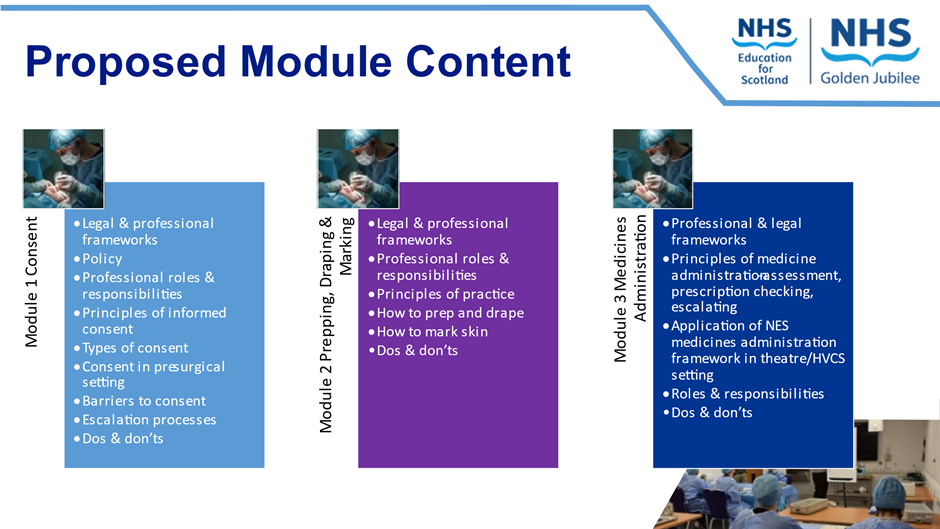 Proposed Module Content
NHS
Education
for
Scotland
NHS
Golden Jubilee
Module 1 Consent
•Legal & professional
frameworks
•Policy
•Professional roles &
responsibilities
•Principles of informed
consent
•Types of consent
•Consent in presurgical
setting
•Barriers to consent
•Escalation processes
•Dos & don’ts
Module 2 Prepping, Draping &
Marking
•Legal & professional
frameworks
•Professional roles &
responsibilities
•Principles of practice
•How to prep and drape
•How to mark skin
•Dos & don’ts
Module 3 Medicines
Administration
•Professional & legal
frameworks
•Principles of medicine
administration-assessment,
prescription checking,
escalating
•Application of NES
medicines administration
framework in theatre/HVCS
setting
•Roles & responsibilities
•Dos & don’ts